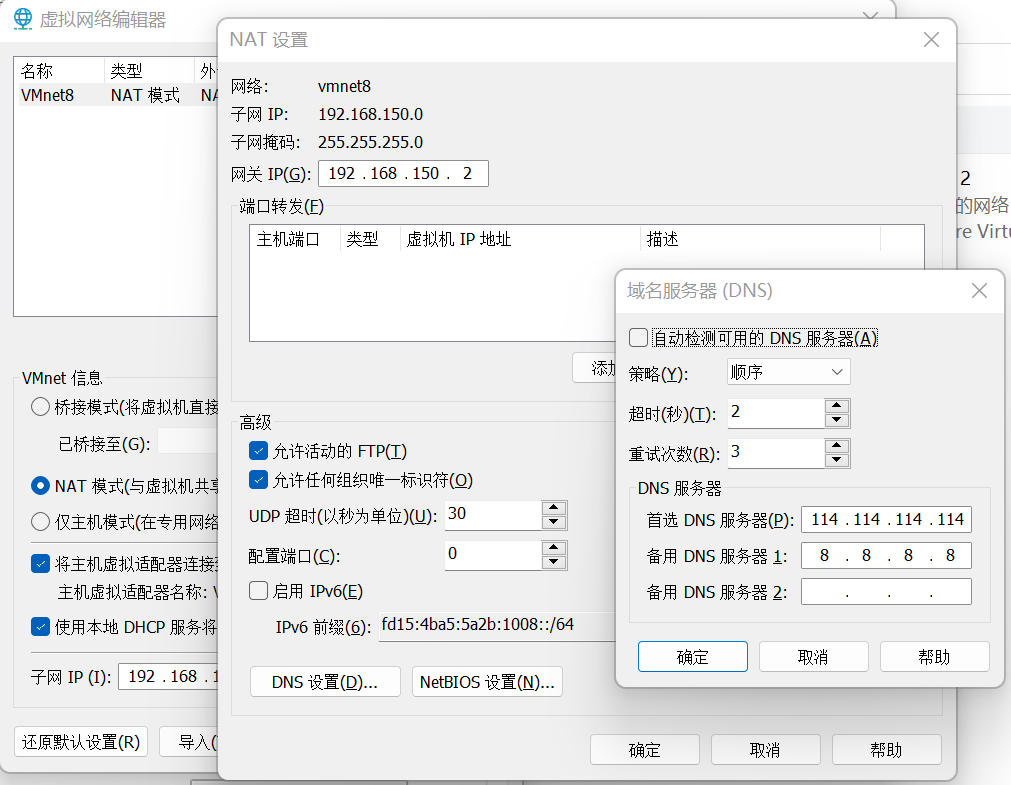 虚拟网络编辑器
名称 类型 外
VMnet8 NAT 模式 NA
VMnet 信息
桥接模式(将虚拟机直接
已桥接至(G):
NAT 模式(与虚拟机共享
仅主机模式(在专用网络
将主机虚拟适配器连接到
主机虚拟适配器名称: V
使用本地 DHCP 服务将
子网 IP (I): 192 . 168 . 1
还原默认设置(R) 导入(
NAT 设置
网络: vmnet8
子网 IP: 192.168.150.0
子网掩码: 255.255.255.0
网关 IP(G): 192 . 168 . 150 . 2
端口转发(F)
主机端口 类型 虚拟机 IP 地址 描述
添加
高级
允许活动的 FTP(T)
允许任何组织唯一标识符(O)
UDP 超时(以秒为单位)(U): 30
配置端口(C): 0
启用 IPv6(E)
IPv6 前缀(6): fd15:4ba5:5a2b:1008::/64
DNS 设置(D)... NetBIOS 设置(N)...
确定 取消 帮助
域名服务器 (DNS)
自动检测可用的 DNS 服务器(A)
策略(Y): 顺序
超时(秒)(T): 2
重试次数(R): 3
DNS 服务器
首选 DNS 服务器(P): 114 . 114 . 114 . 114
备用 DNS 服务器 1: 8 . 8 . 8 . 8
备用 DNS 服务器 2: . . .
确定 取消 帮助
2
的网络
re Virtu